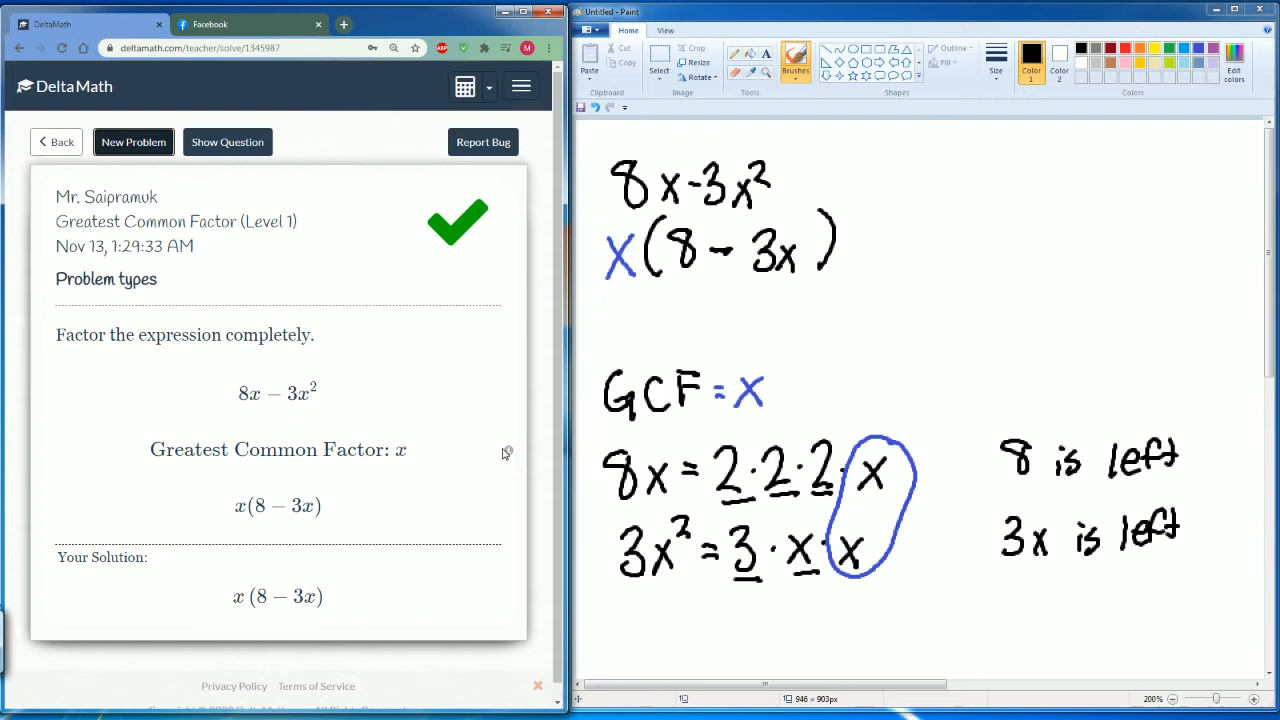 DeltaMath
Facebook
deltamath.com/teacher/solve/1345987
ABP
M
DeltaMath
Back
New Problem
Show Question
Report Bug
Mr. Saipramuk
Greatest Common Factor (Level 1)
Nov 13, 1:29:33 AM
Problem types
Factor the expression completely.
8x − 3x²
Greatest Common Factor: x
x(8 − 3x)
Your Solution:
x (8 − 3x)
Privacy Policy Terms of Service
Untitled - Paint
Home View
Paste
Cut
Copy
Clipboard
Select
Crop
Resize
Rotate
Image
A
Tools
Brushes
Shapes
Outline
Fill
Size
Color 1
Color 2
Edit colors
Colors
8x-3x²
x(8 - 3x)
GCF = x
8x = 2·2·2·x 8 is left
3x² = 3·x·x 3x is left
946 × 903px
200%